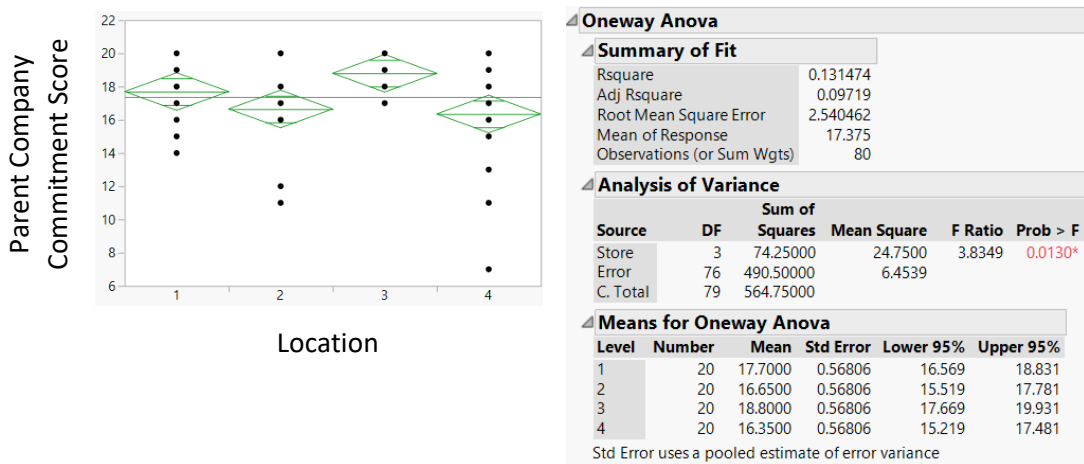 Parent Company
Commitment Score
22
20
18
16
14
12
10
8
6
1 2 3 4
Location
Oneway Anova
Summary of Fit
Rsquare 0.131474
Adj Rsquare 0.09719
Root Mean Square Error 2.540462
Mean of Response 17.375
Observations (or Sum Wgts) 80
Analysis of Variance
Sum of
Source DF Squares Mean Square F Ratio Prob > F
Store 3 74.25000 24.7500 3.8349 0.0130*
Error 76 490.50000 6.4539
C. Total 79 564.75000
Means for Oneway Anova
Level Number Mean Std Error Lower 95% Upper 95%
1 20 17.7000 0.56806 16.569 18.831
2 20 16.6500 0.56806 15.519 17.781
3 20 18.8000 0.56806 17.669 19.931
4 20 16.3500 0.56806 15.219 17.481
Std Error uses a pooled estimate of error variance